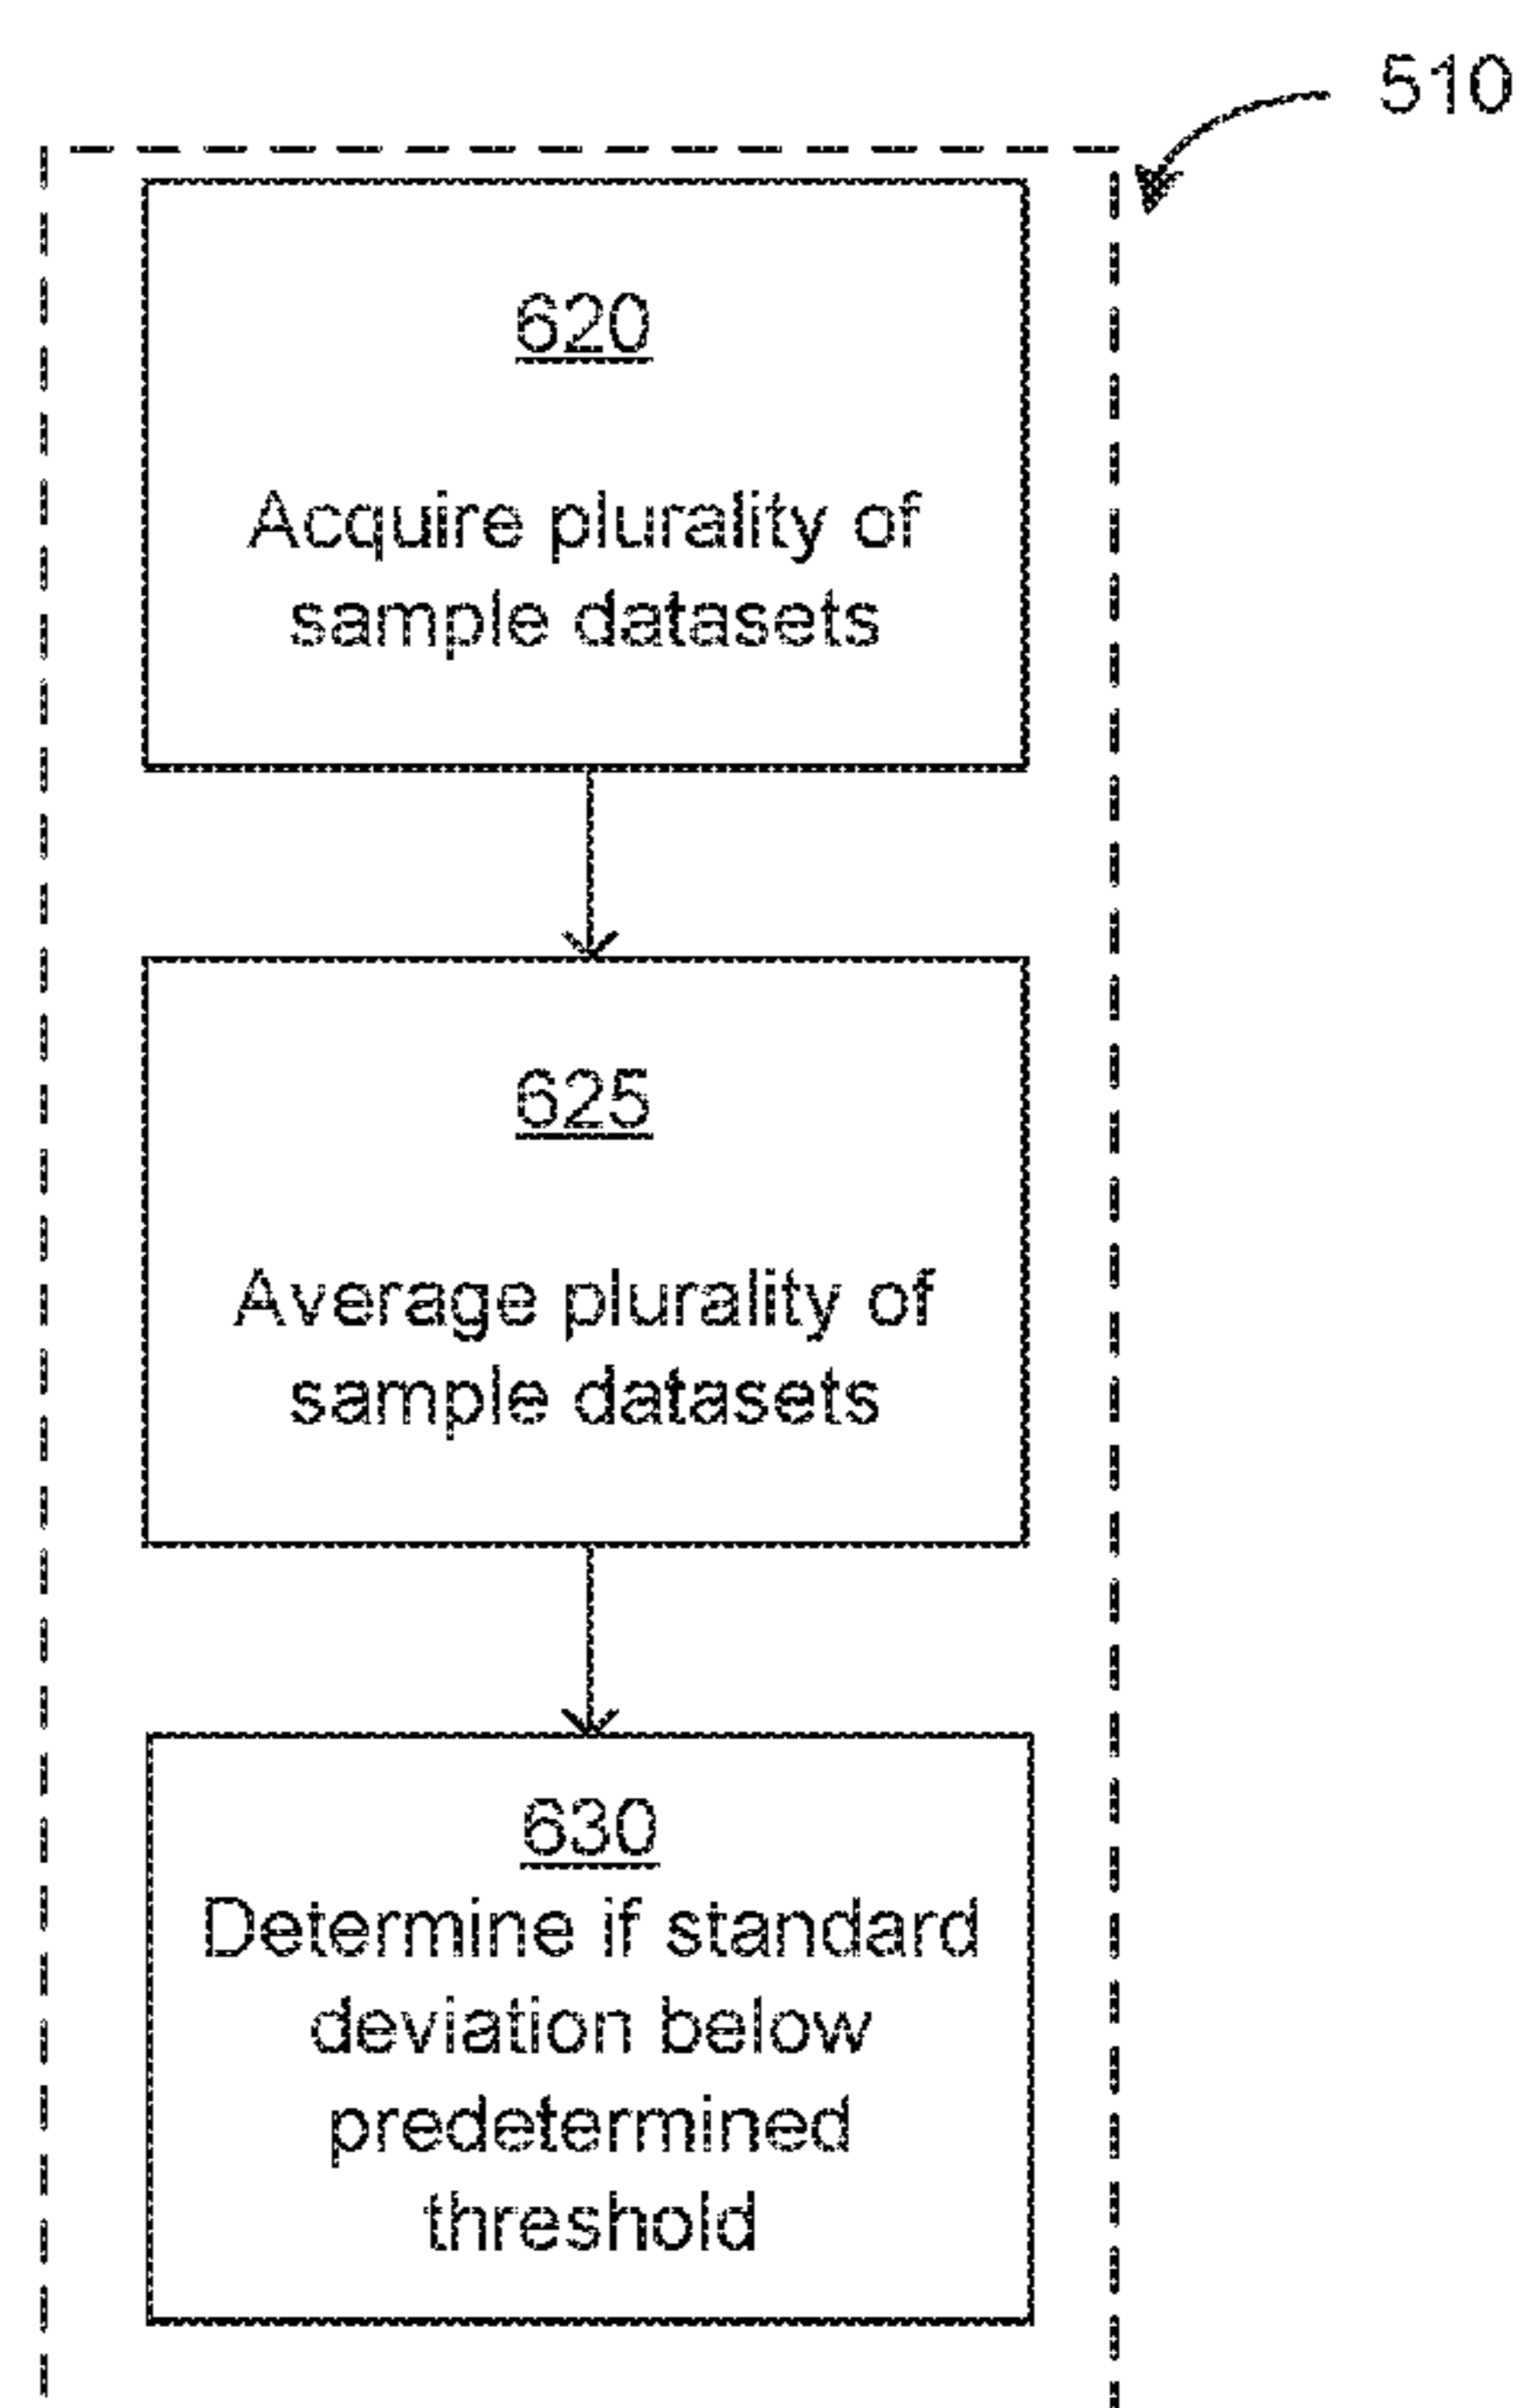 510
620
Acquire plurality of
sample datasets
625
Average plurality of
sample datasets
630
Determine if standard
deviation below
predetermined
threshold